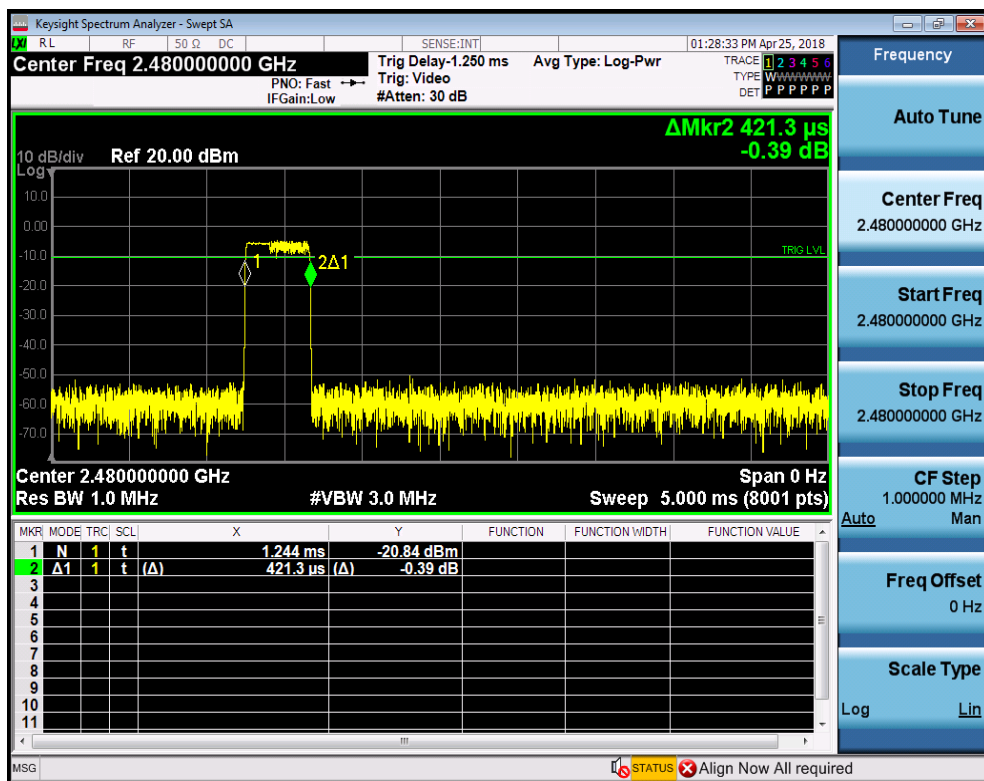 Keysight Spectrum Analyzer - Swept SA
LXI RL RF 50 Ω DC SENSE:INT 01:28:33 PM Apr 25, 2018
Center Freq 2.480000000 GHz
PNO: Fast
IFGain:Low
Trig Delay-1.250 ms
Trig: Video
#Atten: 30 dB
Avg Type: Log-Pwr
TRACE 1 2 3 4 5 6
TYPE WWWWWWW
DET P P P P P P
ΔMkr2 421.3 µs
-0.39 dB
10 dB/div Ref 20.00 dBm
Log
10.0
0.00
-10.0
-20.0
-30.0
-40.0
-50.0
-60.0
-70.0
TRIG LVL
1
2Δ1
Center 2.480000000 GHz Span 0 Hz
Res BW 1.0 MHz #VBW 3.0 MHz Sweep 5.000 ms (8001 pts)
MKR MODE TRC SCL X Y FUNCTION FUNCTION WIDTH FUNCTION VALUE
1 N 1 t 1.244 ms -20.84 dBm
2 Δ1 1 t (Δ) 421.3 µs (Δ) -0.39 dB
3
4
5
6
7
8
9
10
11
MSG STATUS Align Now All required
Frequency
Auto Tune
Center Freq
2.480000000 GHz
Start Freq
2.480000000 GHz
Stop Freq
2.480000000 GHz
CF Step
1.000000 MHz
Auto Man
Freq Offset
0 Hz
Scale Type
Log Lin